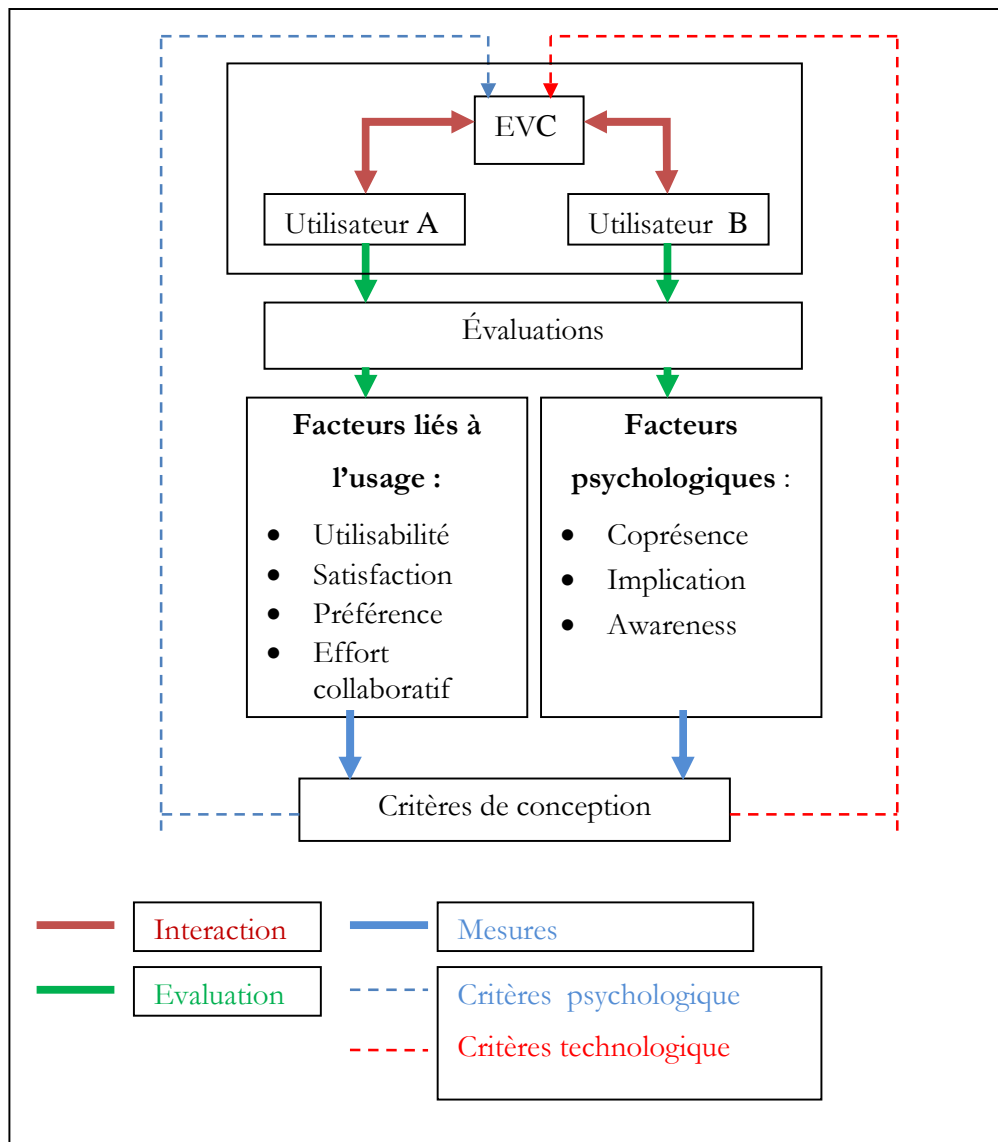 EVC
Utilisateur A
Utilisateur B
Évaluations
Facteurs liés à
l’usage :
• Utilisabilité
• Satisfaction
• Préférence
• Effort
collaboratif
Facteurs
psychologiques :
• Coprésence
• Implication
• Awareness
Critères de conception
Interaction
Mesures
Evaluation
Critères psychologique
Critères technologique